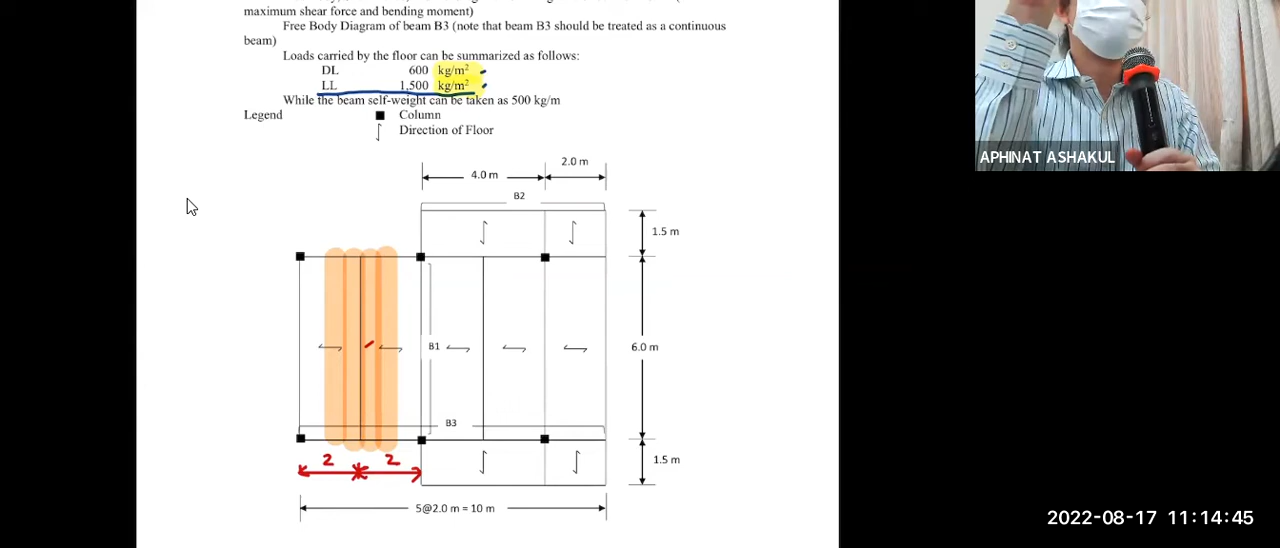 maximum shear force and bending moment)
Free Body Diagram of beam B3 (note that beam B3 should be treated as a continuous
beam)
Loads carried by the floor can be summarized as follows:
DL 600 kg/m²
LL 1,500 kg/m²
While the beam self-weight can be taken as 500 kg/m
Legend Column
Direction of Floor
APHINAT ASHAKUL
2.0 m
4.0 m
B2
1.5 m
B1
6.0 m
B3
2 2
1.5 m
5@2.0 m = 10 m
2022-08-17 11:14:45